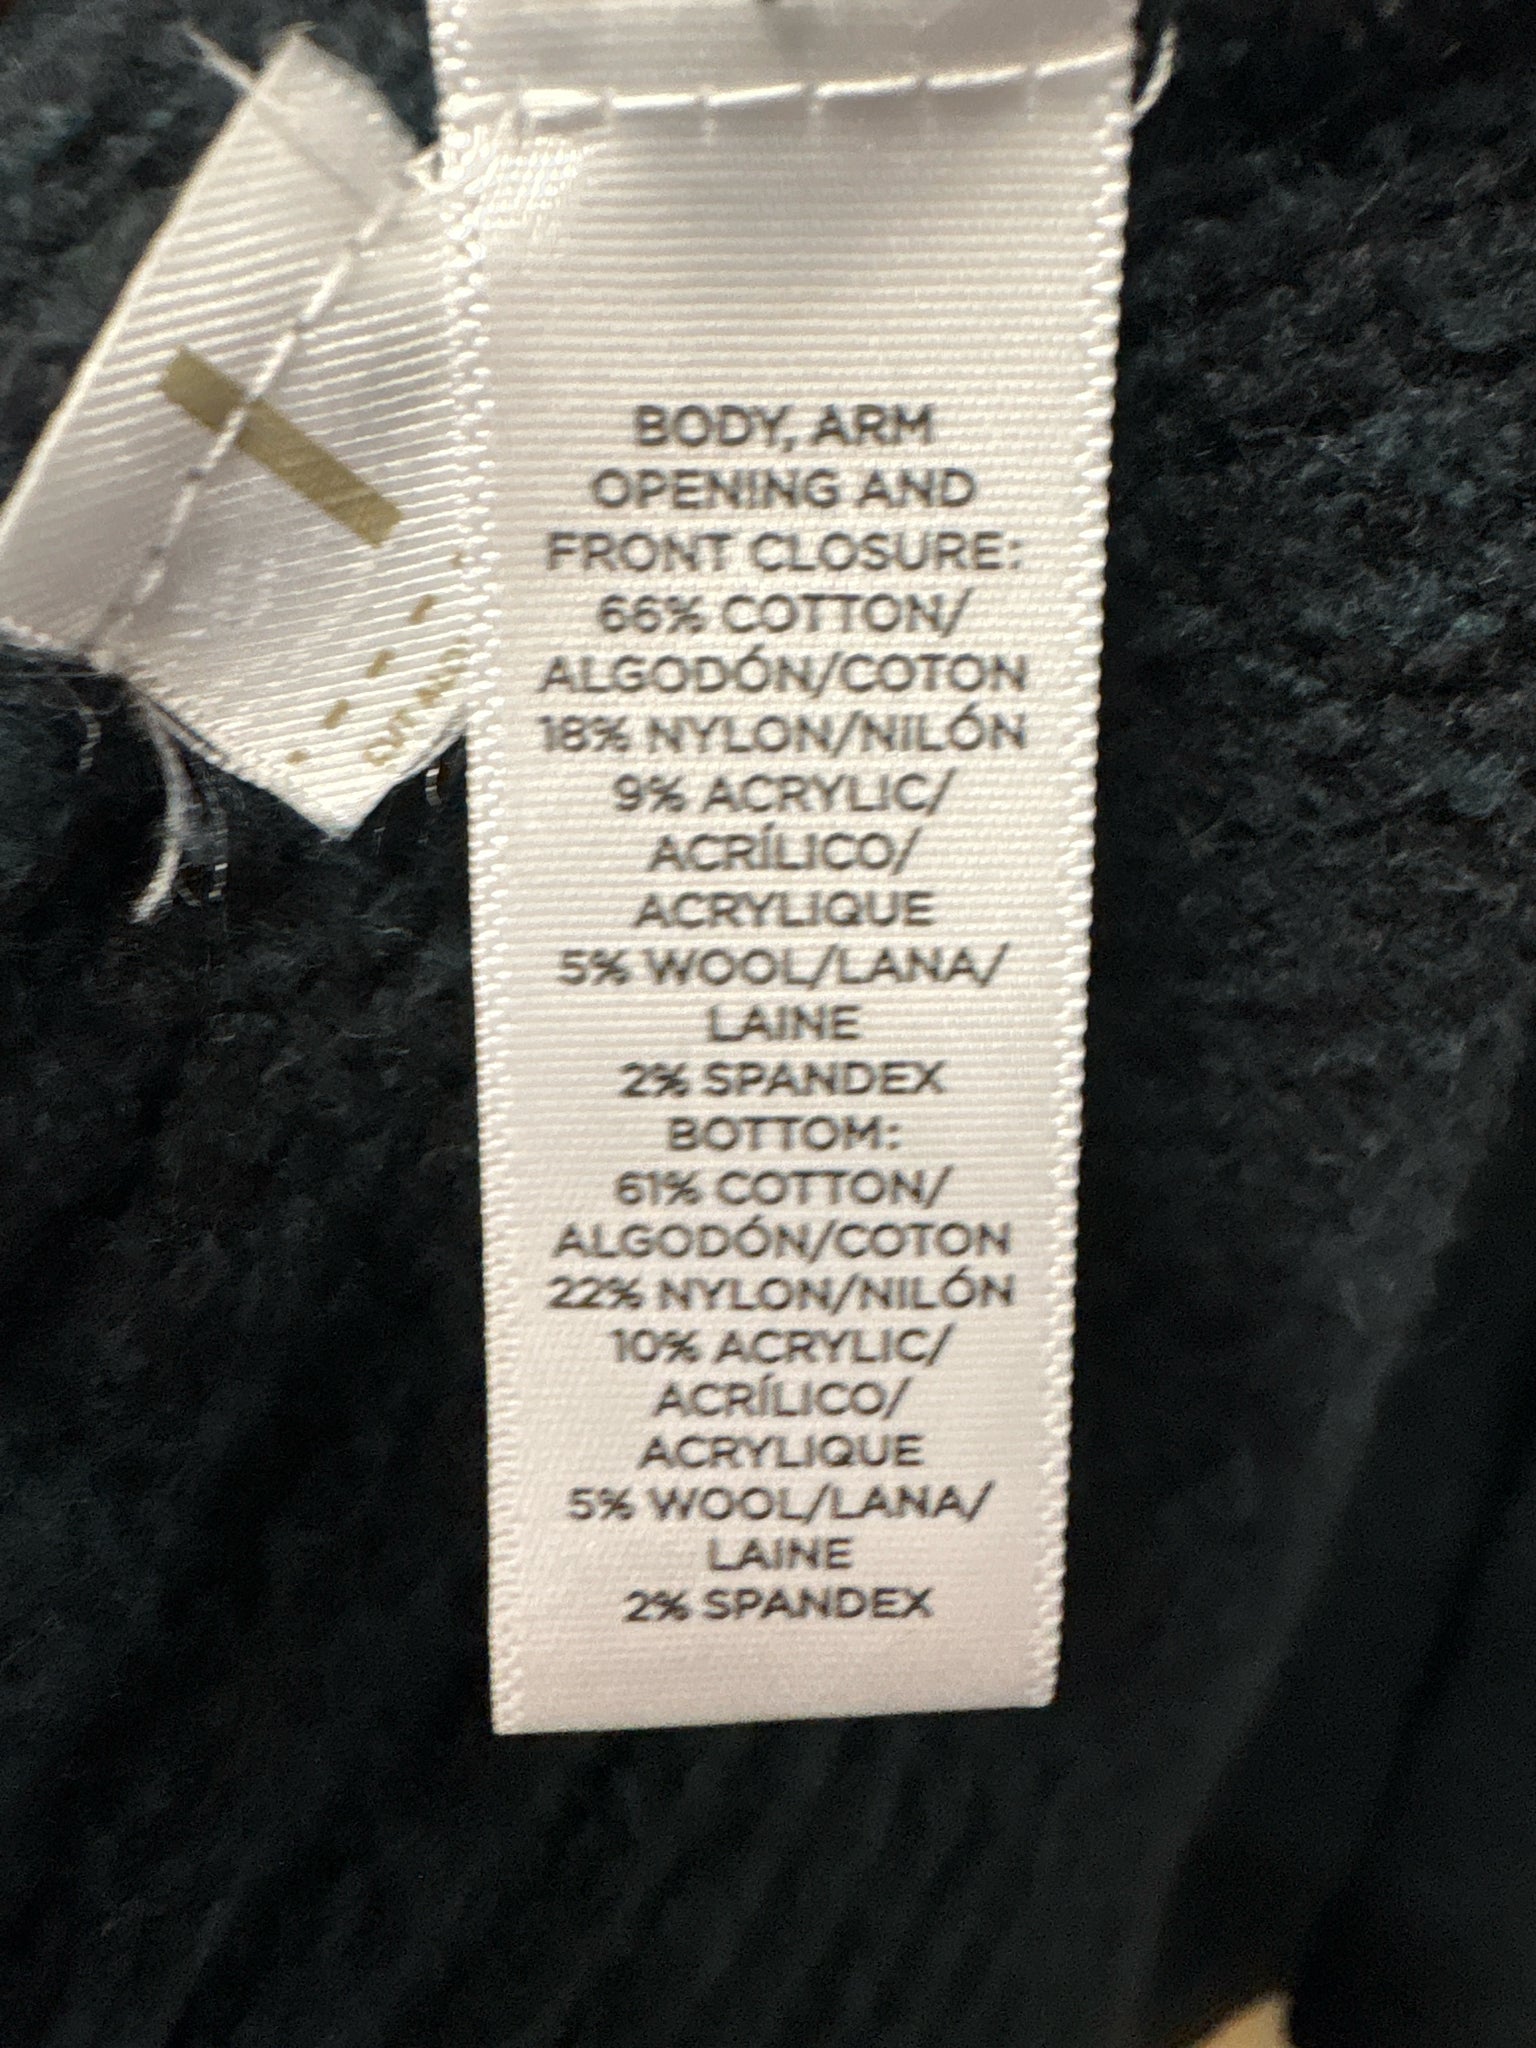 BODY, ARM
OPENING AND
FRONT CLOSURE:
66% COTTON/
ALGODÓN/COTON
18% NYLON/NILÓN
9% ACRYLIC/
ACRÍLICO/
ACRYLIQUE
5% WOOL/LANA/
LAINE
2% SPANDEX
BOTTOM:
61% COTTON/
ALGODÓN/COTON
22% NYLON/NILÓN
10% ACRYLIC/
ACRÍLICO/
ACRYLIQUE
5% WOOL/LANA/
LAINE
2% SPANDEX